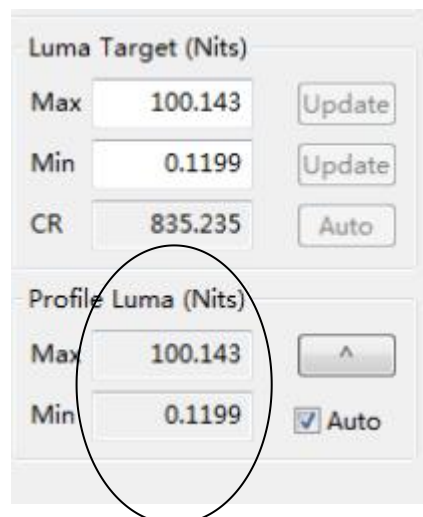 Luma Target (Nits)
Max 100.143 Update
Min 0.1199 Update
CR 835.235 Auto
Profile Luma (Nits)
Max 100.143 ^
Min 0.1199 Auto